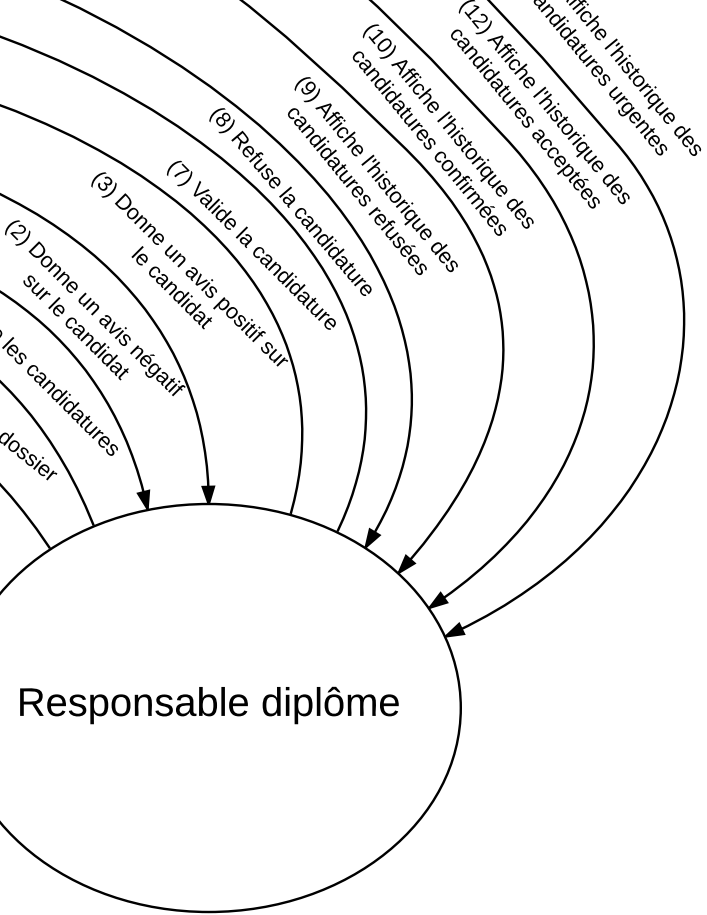 dossier
les candidatures
(2) Donne un avis négatif
sur le candidat
(3) Donne un avis positif sur
le candidat
(7) Valide la candidature
(8) Refuse la candidature
(9) Affiche l'historique des
candidatures refusées
(10) Affiche l'historique des
candidatures confirmées
(12) Affiche l'historique des
candidatures acceptées
ffiche l'historique des
andidatures urgentes
Responsable diplôme